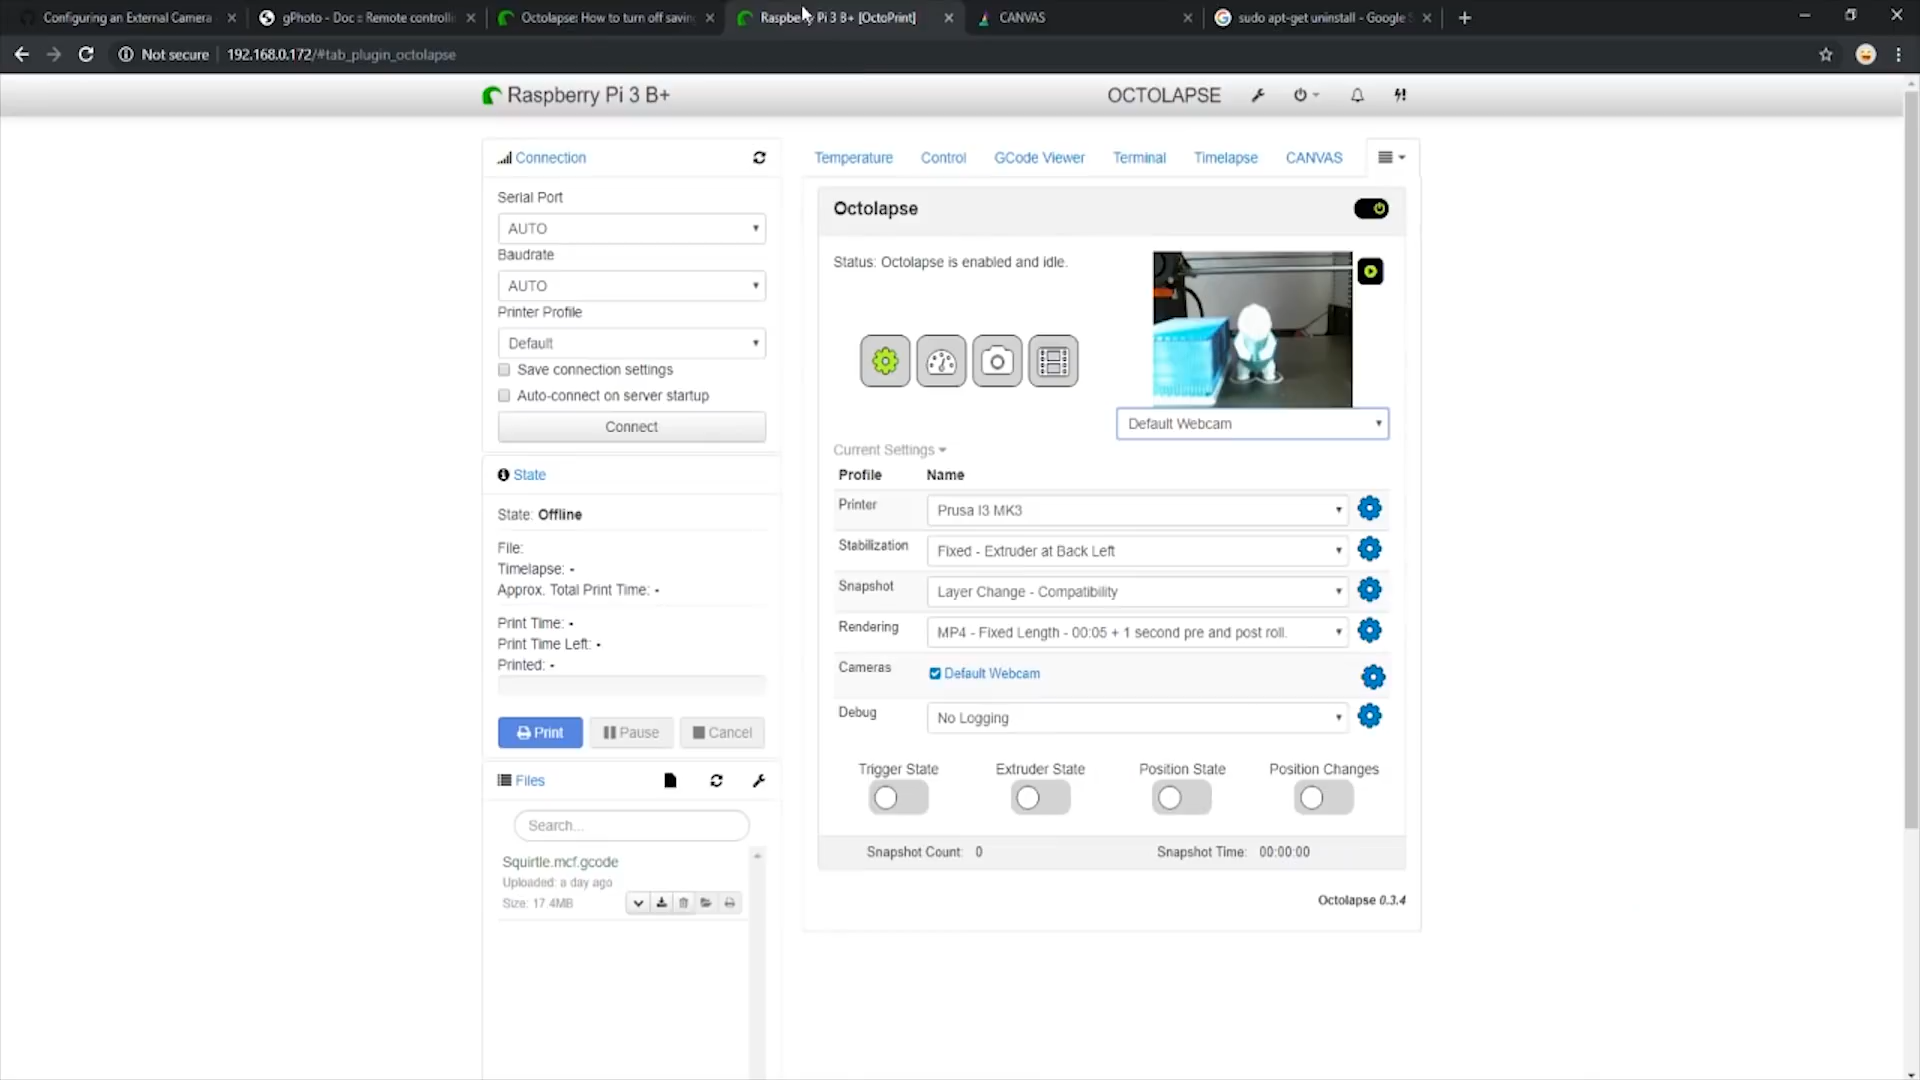 Configuring an External Camera
gPhoto - Doc :: Remote controlli
Octolapse: How to turn off savin
Raspberry Pi 3 B+ [OctoPrint]
CANVAS
sudo apt-get uninstall - Google S
Not secure
192.168.0.172/#tab_plugin_octolapse
Raspberry Pi 3 B+
OCTOLAPSE
Connection
Serial Port
AUTO
Baudrate
AUTO
Printer Profile
Default
Save connection settings
Auto-connect on server startup
Connect
State
State: Offline
File:
Timelapse: -
Approx. Total Print Time: -
Print Time: -
Print Time Left: -
Printed: -
Print
Pause
Cancel
Files
Search...
Squirtle.mcf.gcode
Uploaded: a day ago
Size: 17.4MB
Temperature
Control
GCode Viewer
Terminal
Timelapse
CANVAS
Octolapse
Status: Octolapse is enabled and idle.
Default Webcam
Current Settings
Profile
Name
Printer
Prusa I3 MK3
Stabilization
Fixed - Extruder at Back Left
Snapshot
Layer Change - Compatibility
Rendering
MP4 - Fixed Length - 00:05 + 1 second pre and post roll.
Cameras
Default Webcam
Debug
No Logging
Trigger State
Extruder State
Position State
Position Changes
Snapshot Count: 0
Snapshot Time: 00:00:00
Octolapse 0.3.4